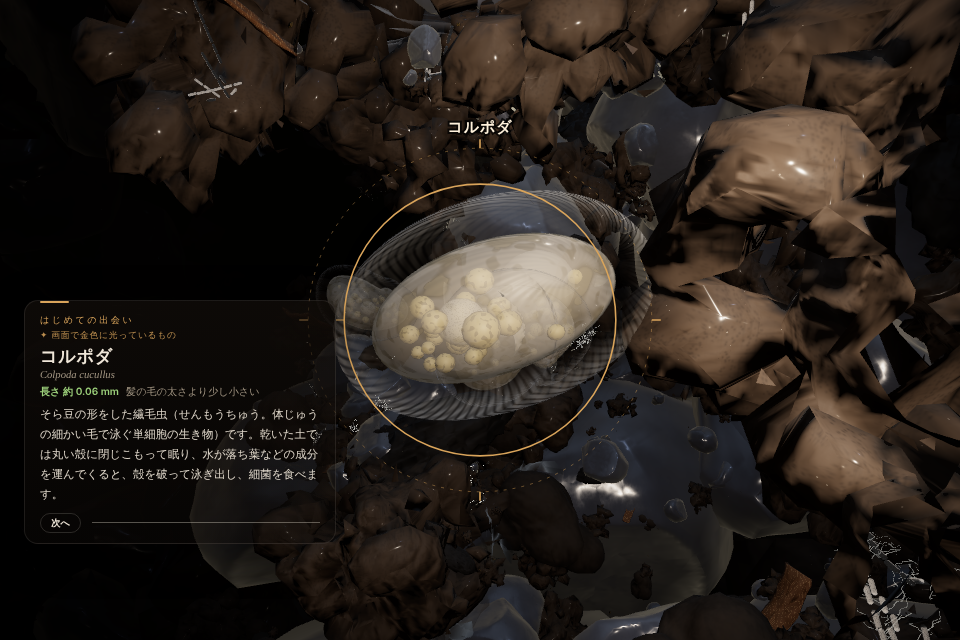 コルポダ
はじめての出会い
✦ 画面で金色に光っているもの
コルポダ
Colpoda cucullus
長さ 約 0.06 mm 髪の毛の太さより少し小さい
そら豆の形をした繊毛虫（せんもうちゅう。体じゅう
の細かい毛で泳ぐ単細胞の生き物）です。乾いた土で
は丸い殻に閉じこもって眠り、水が落ち葉などの成分
を運んでくると、殻を破って泳ぎ出し、細菌を食べま
す。
次へ